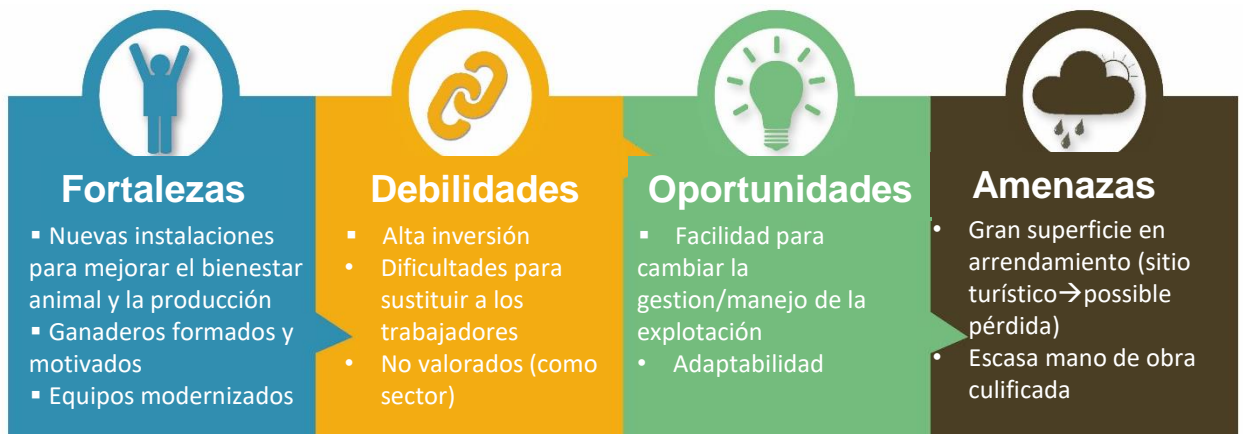 Fortalezas
▪ Nuevas instalaciones
para mejorar el bienestar
animal y la producción
▪ Ganaderos formados y
motivados
▪ Equipos modernizados
Debilidades
▪ Alta inversión
• Dificultades para
sustituir a los
trabajadores
• No valorados (como
sector)
Oportunidades
▪ Facilidad para
cambiar la
gestion/manejo de la
explotación
• Adaptabilidad
Amenazas
• Gran superficie en
arrendamiento (sitio
turístico→possible
pérdida)
• Escasa mano de obra
culificada